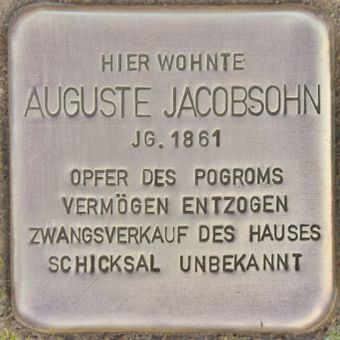 HIER WOHNTE
AUGUSTE JACOBSOHN
JG. 1861
OPFER DES POGROMS
VERMÖGEN ENTZOGEN
ZWANGSVERKAUF DES HAUSES
SCHICKSAL UNBEKANNT